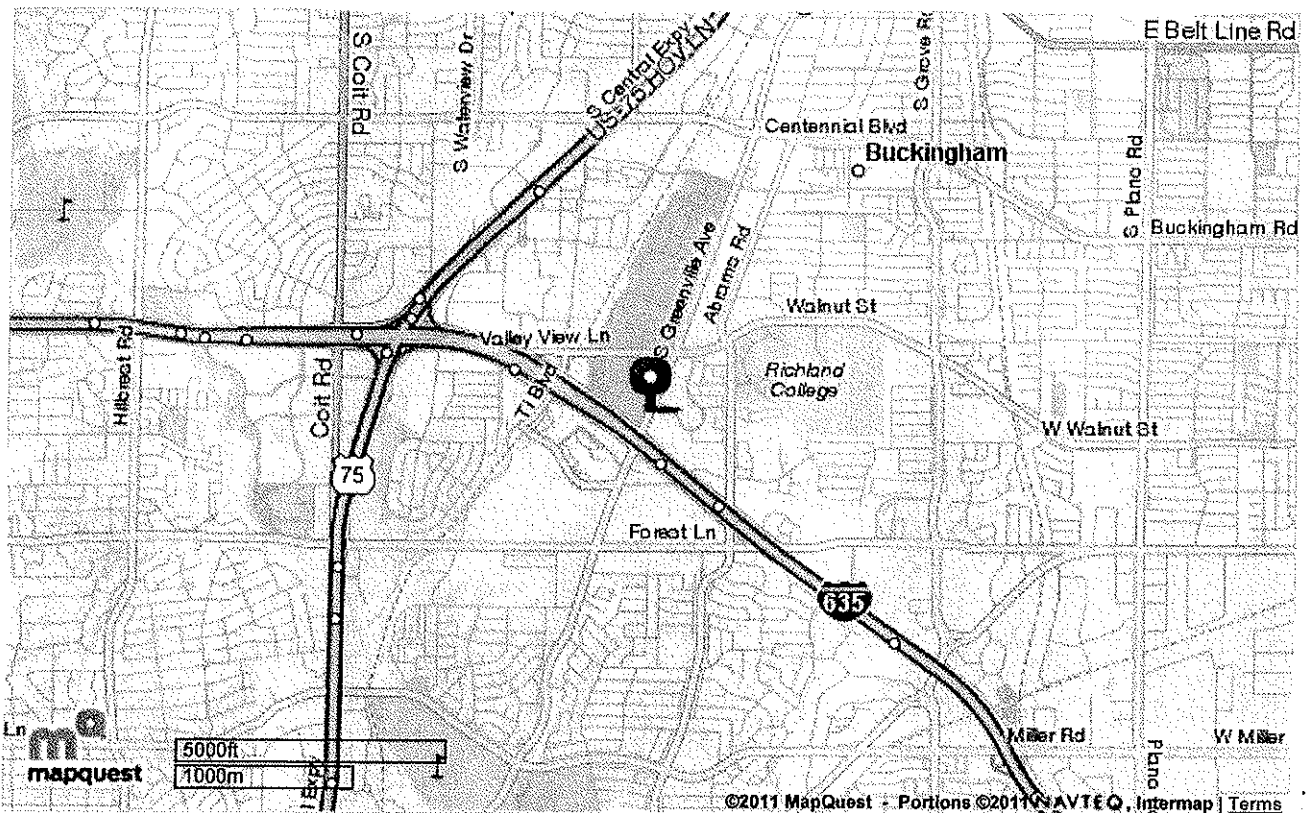 E Belt Line Rd
S Coit Rd
S Waterview Dr
S Central Expy
US-75 HOV LN
S Grove Rd
Centennial Blvd
Buckingham
S Plano Rd
Buckingham Rd
S Greenville Ave
Abrams Rd
Walnut St
Valley View Ln
Hillcrest Rd
Coit Rd
TI Blvd
Richland
College
W Walnut St
75
Forest Ln
635
Ln
mapquest
5000ft
1000m
Expy
Miller Rd
W Miller
Plano
©2011 MapQuest - Portions ©2011 NAVTEQ, Intermap | Terms